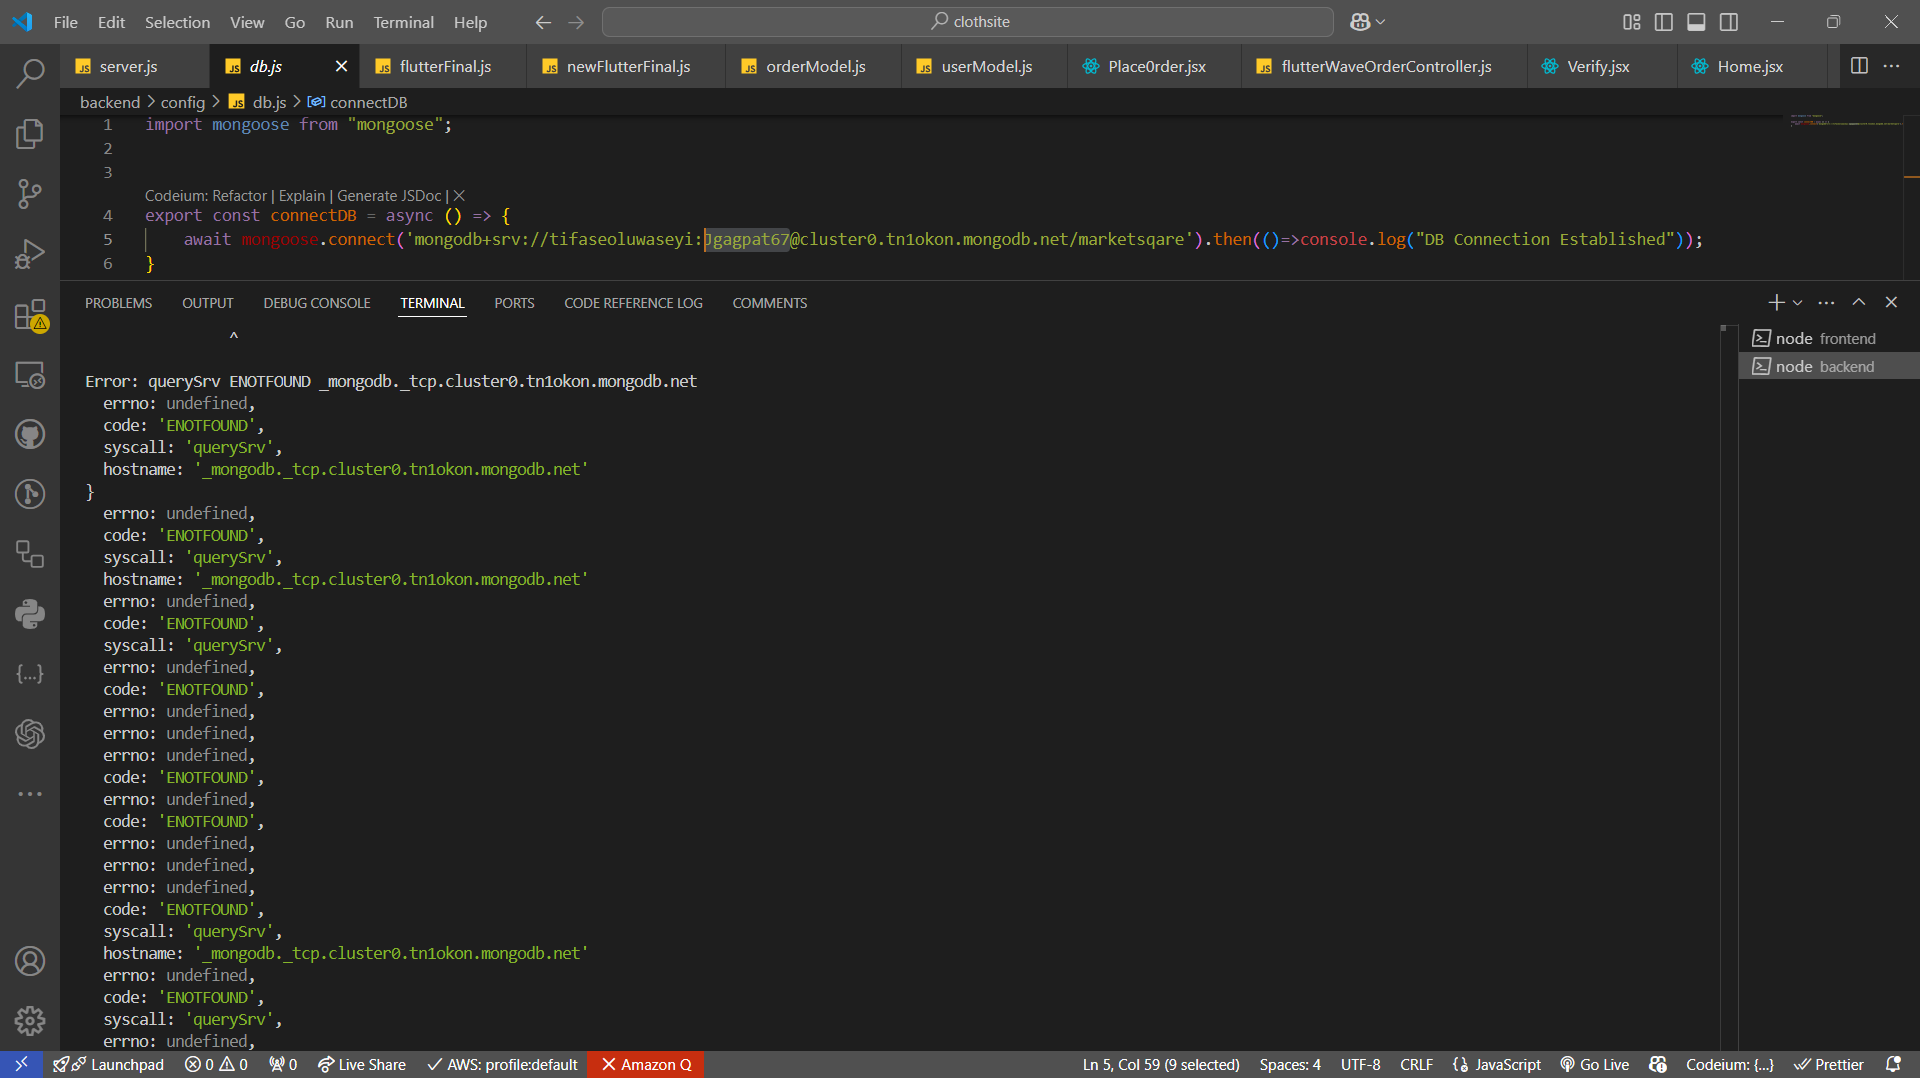 File Edit Selection View Go Run Terminal Help
clothsite
server.js
db.js
flutterFinal.js
newFlutterFinal.js
orderModel.js
userModel.js
Place0rder.jsx
flutterWaveOrderController.js
Verify.jsx
Home.jsx
backend > config > JS db.js > connectDB
1 import mongoose from "mongoose";
2
3
Codeium: Refactor | Explain | Generate JSDoc | ×
4 export const connectDB = async () => {
5 await mongoose.connect('mongodb+srv://tifaseoluwaseyi:Jgagpat67@cluster0.tn1okon.mongodb.net/marketsqare').then(()=>console.log("DB Connection Established"));
6 }
PROBLEMS OUTPUT DEBUG CONSOLE TERMINAL PORTS CODE REFERENCE LOG COMMENTS
node frontend
node backend
^
Error: querySrv ENOTFOUND _mongodb._tcp.cluster0.tn1okon.mongodb.net
errno: undefined,
code: 'ENOTFOUND',
syscall: 'querySrv',
hostname: '_mongodb._tcp.cluster0.tn1okon.mongodb.net'
}
errno: undefined,
code: 'ENOTFOUND',
syscall: 'querySrv',
hostname: '_mongodb._tcp.cluster0.tn1okon.mongodb.net'
errno: undefined,
code: 'ENOTFOUND',
syscall: 'querySrv',
errno: undefined,
code: 'ENOTFOUND',
errno: undefined,
errno: undefined,
errno: undefined,
code: 'ENOTFOUND',
errno: undefined,
code: 'ENOTFOUND',
errno: undefined,
errno: undefined,
errno: undefined,
code: 'ENOTFOUND',
syscall: 'querySrv',
hostname: '_mongodb._tcp.cluster0.tn1okon.mongodb.net'
errno: undefined,
code: 'ENOTFOUND',
syscall: 'querySrv',
errno: undefined,
Launchpad 0 0 0 Live Share AWS: profile:default Amazon Q Ln 5, Col 59 (9 selected) Spaces: 4 UTF-8 CRLF JavaScript Go Live Codeium: {...} Prettier